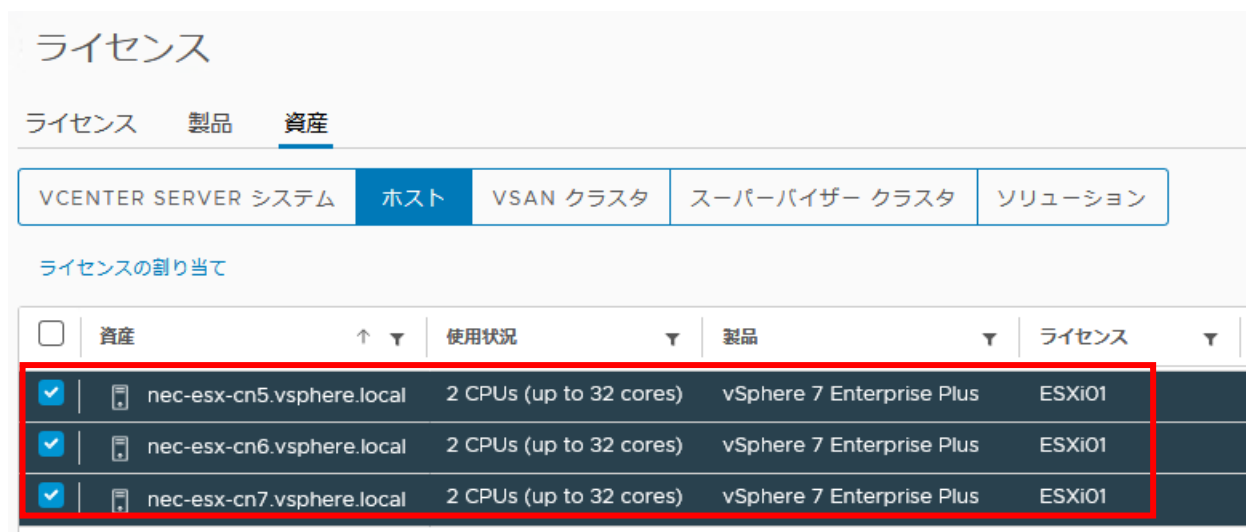 ライセンス
ライセンス 製品 資産
VCENTER SERVER システム ホスト VSAN クラスタ スーパーバイザー クラスタ ソリューション
ライセンスの割り当て
資産 使用状況 製品 ライセンス
nec-esx-cn5.vsphere.local 2 CPUs (up to 32 cores) vSphere 7 Enterprise Plus ESXi01
nec-esx-cn6.vsphere.local 2 CPUs (up to 32 cores) vSphere 7 Enterprise Plus ESXi01
nec-esx-cn7.vsphere.local 2 CPUs (up to 32 cores) vSphere 7 Enterprise Plus ESXi01